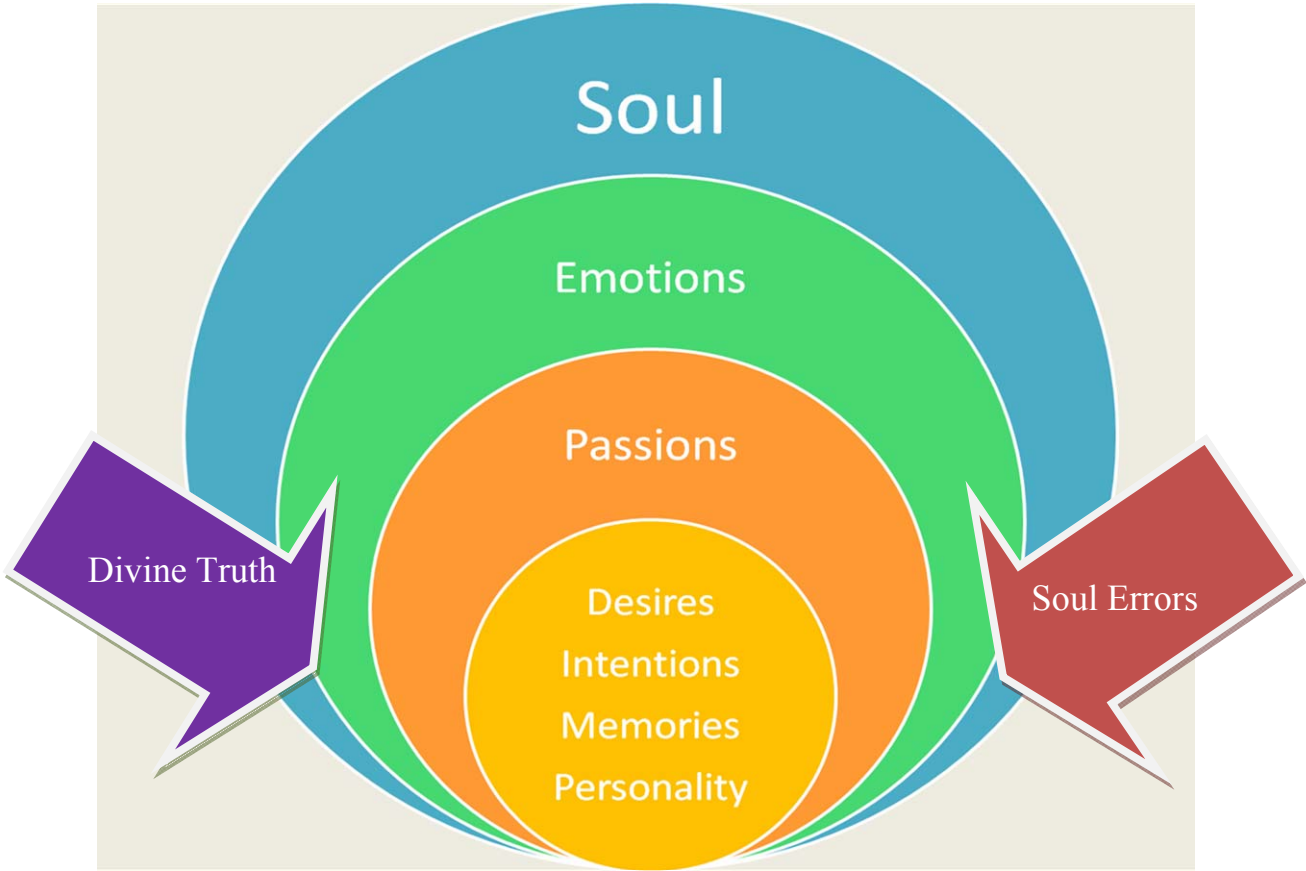 Soul
Emotions
Passions
Divine Truth
Desires
Intentions
Memories
Personality
Soul Errors